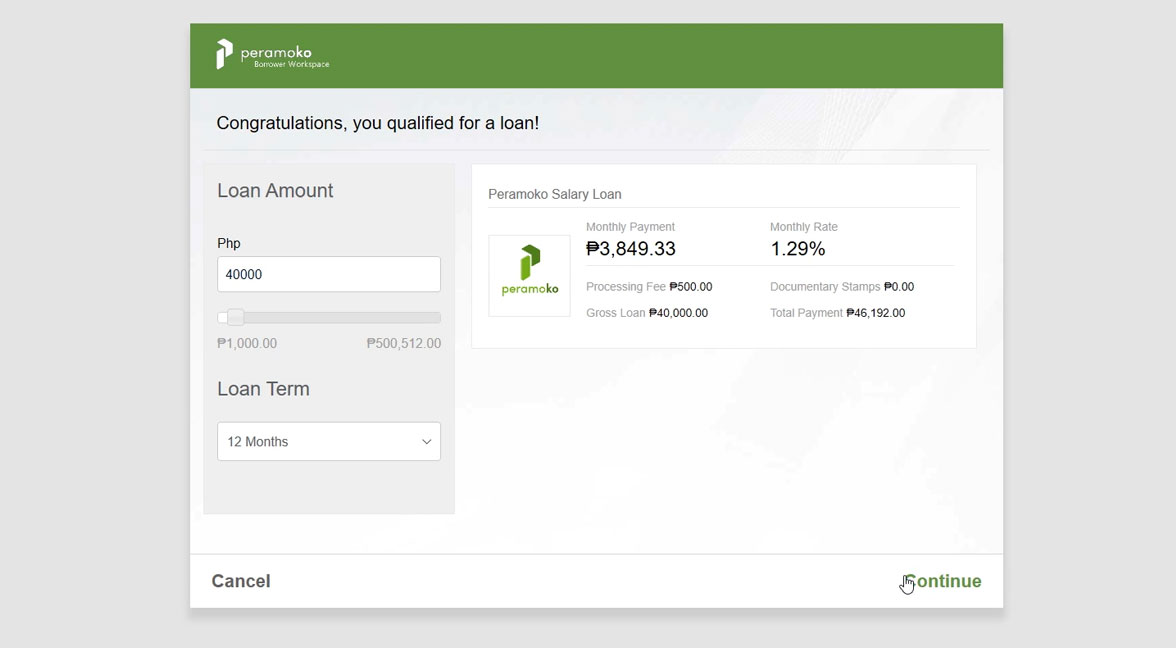 peramoko
Borrower Workspace
Congratulations, you qualified for a loan!
Loan Amount
Php
40000
₱1,000.00 ₱500,512.00
Loan Term
12 Months
Peramoko Salary Loan
peramoko
Monthly Payment Monthly Rate
₱3,849.33 1.29%
Processing Fee ₱500.00 Documentary Stamps ₱0.00
Gross Loan ₱40,000.00 Total Payment ₱46,192.00
Cancel Continue